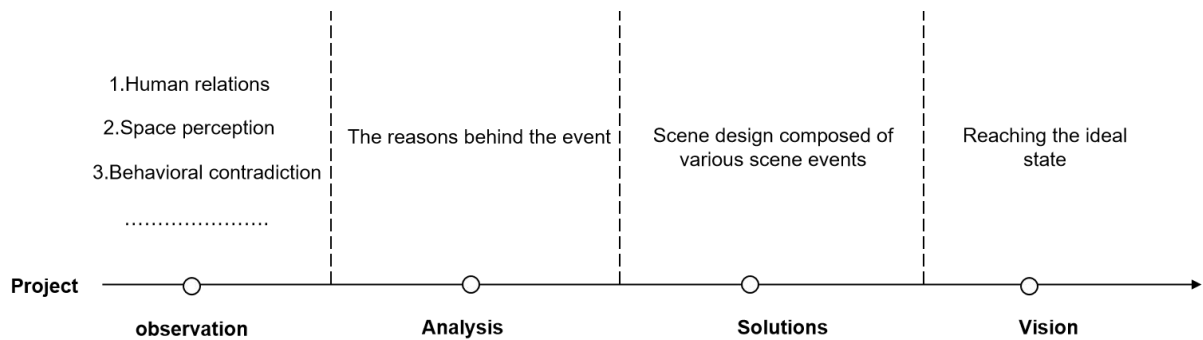 1.Human relations
2.Space perception
3.Behavioral contradiction
......................
The reasons behind the event
Scene design composed of
various scene events
Reaching the ideal
state
Project
observation
Analysis
Solutions
Vision